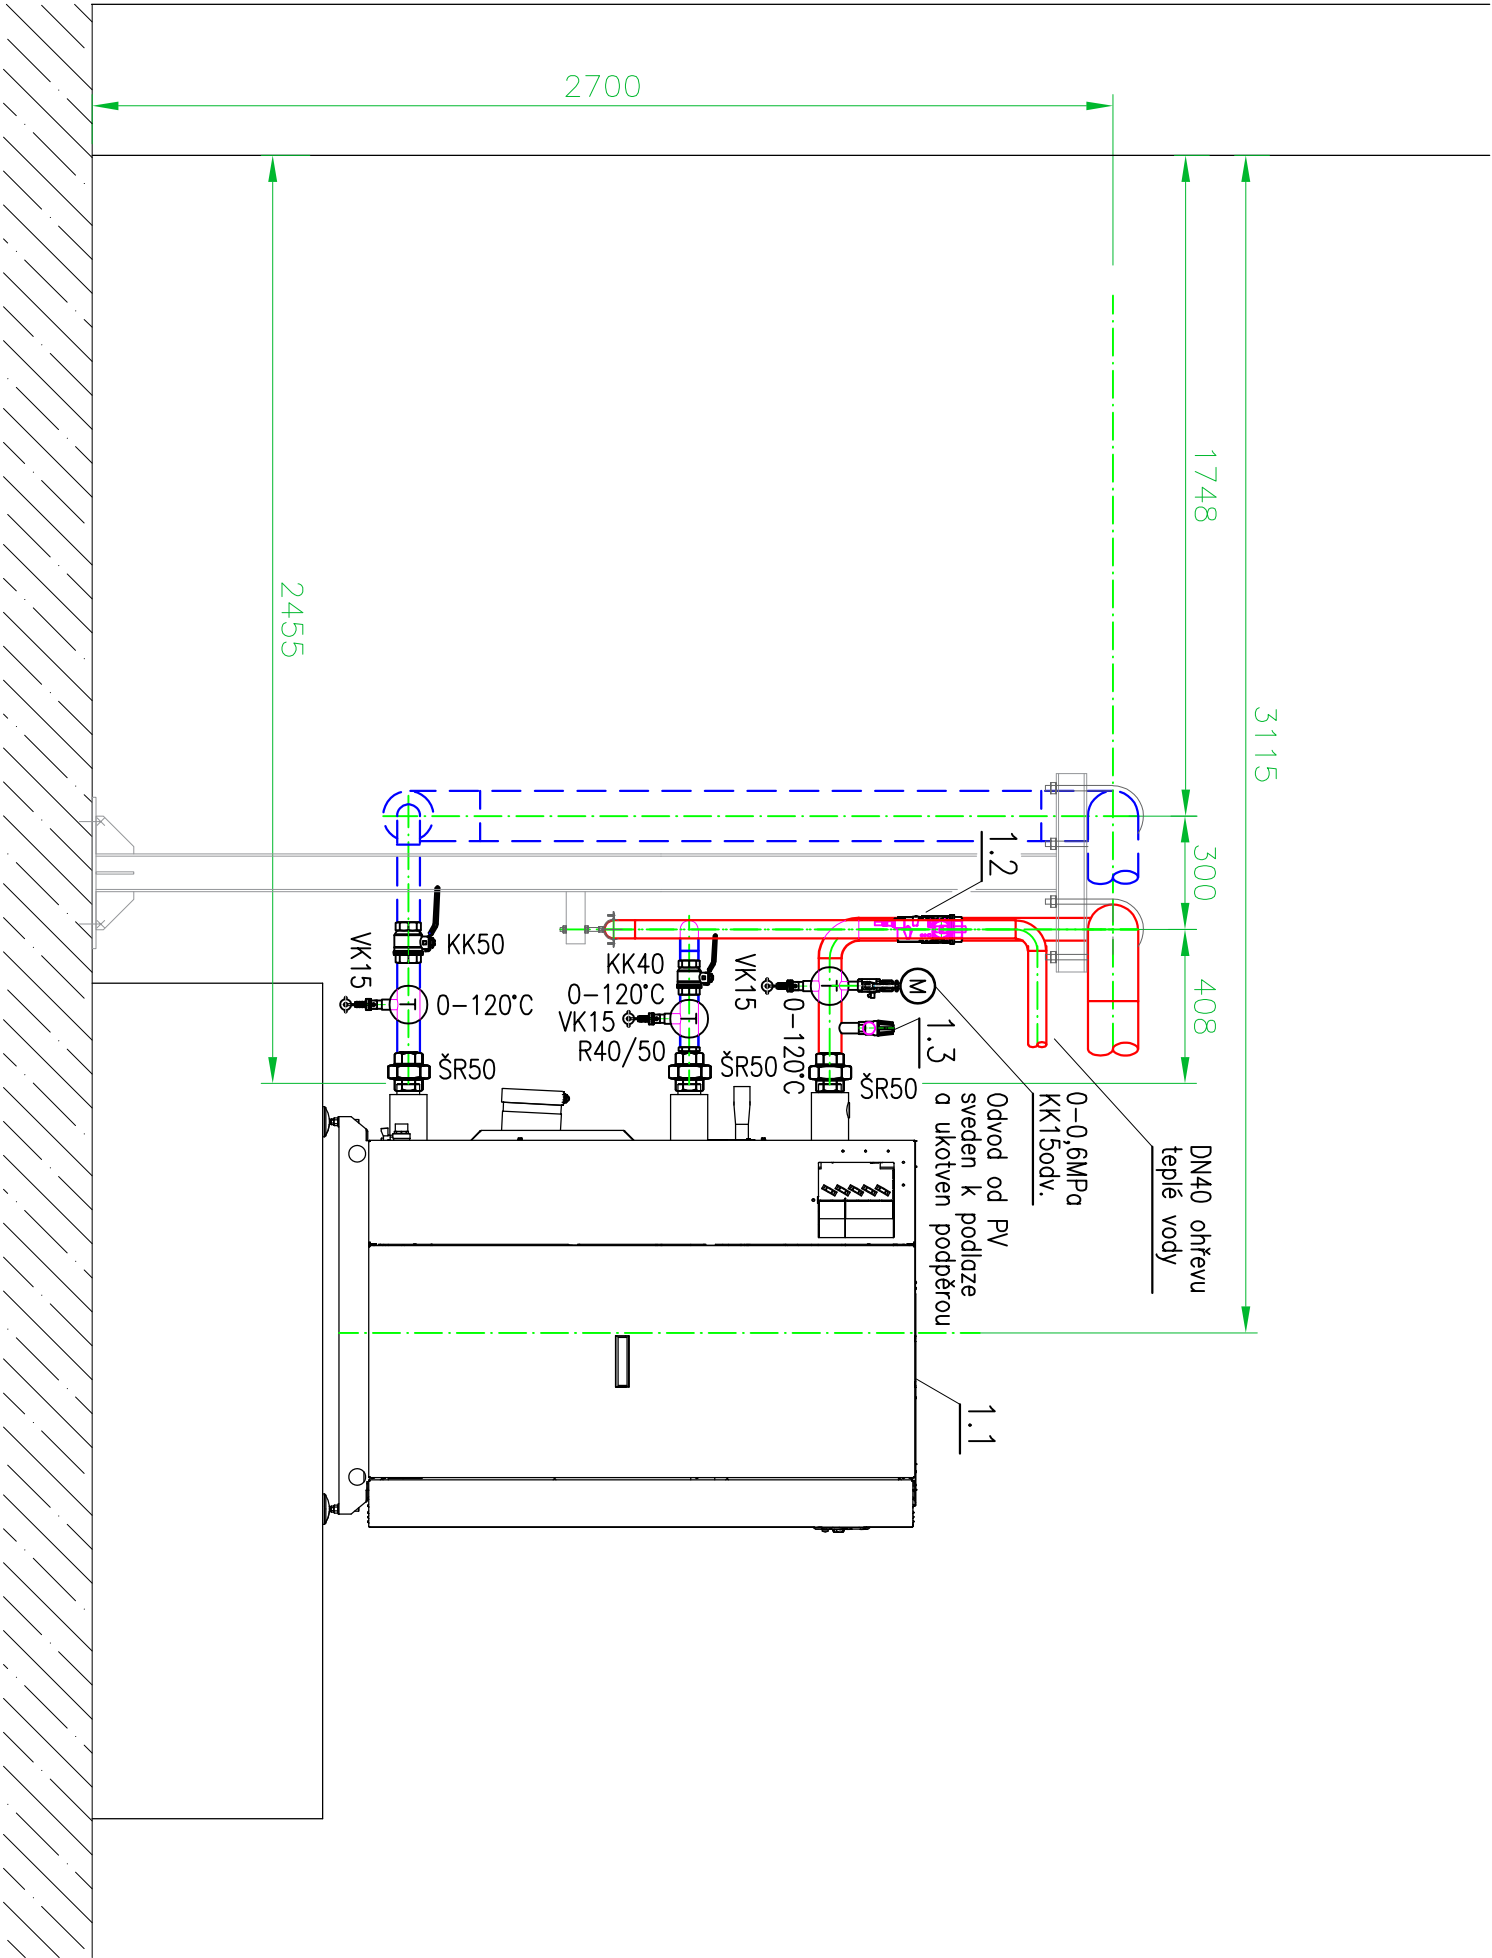 2700
1748
3115
2455
300
408
1.2
KK50
VK15
0-120°C
ŠR50
KK40
0-120°C
VK15
R40/50
ŠR50
VK15
0-120°C
T
T
T
M
1.3
ŠR50
Odvod od PV
sveden k podlaze
a ukotven podpěrou
0-0,6MPa
KK15odv.
DN40 ohřevu
teplé vody
1.1